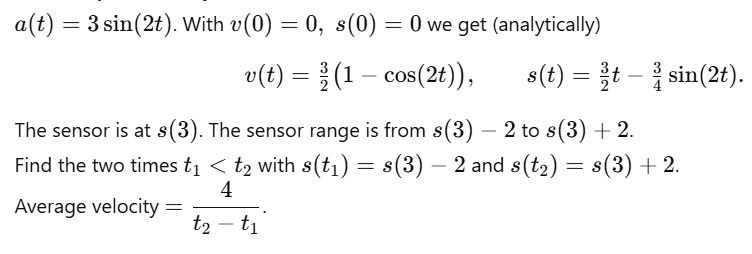 a(t) = 3 sin(2t). With v(0) = 0, s(0) = 0 we get (analytically)
v(t) = 3/2 (1 − cos(2t)), s(t) = 3/2 t − 3/4 sin(2t).
The sensor is at s(3). The sensor range is from s(3) − 2 to s(3) + 2.
Find the two times t₁ < t₂ with s(t₁) = s(3) − 2 and s(t₂) = s(3) + 2.
Average velocity = 4 / (t₂ − t₁).